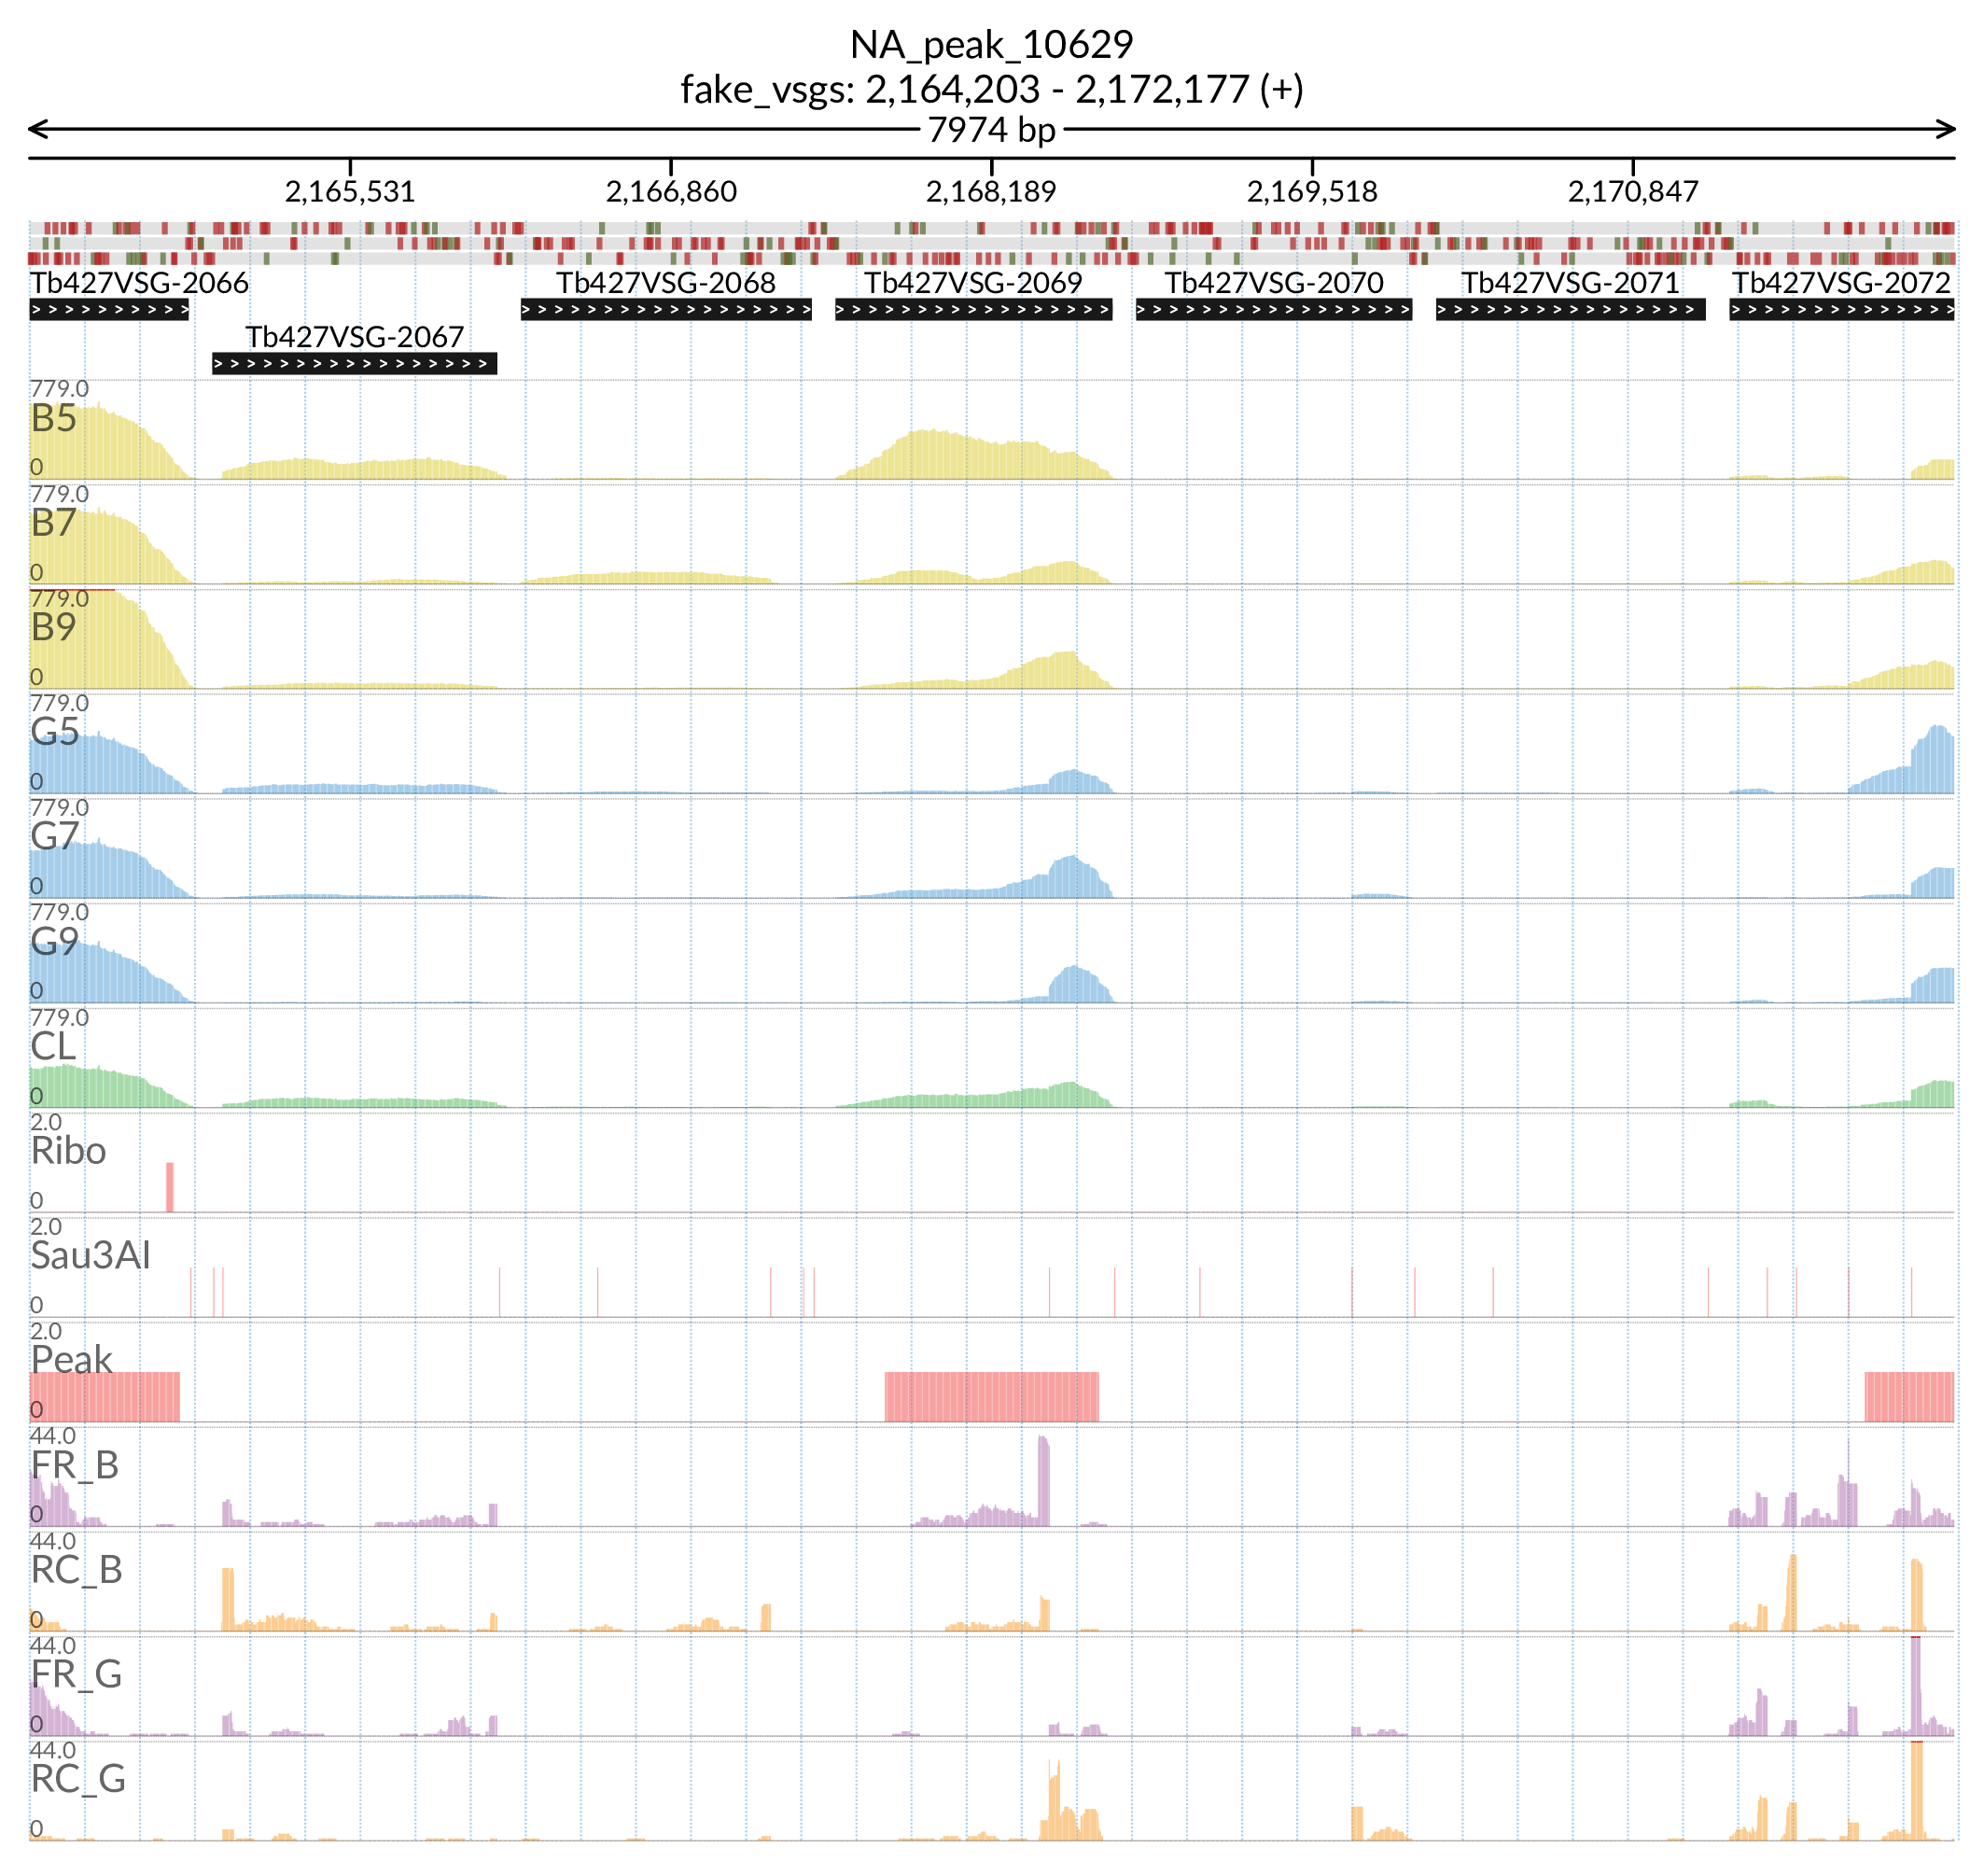 NA_peak_10629
fake_vsgs: 2,164,203 - 2,172,177 (+)
7974 bp
2,165,531 2,166,860 2,168,189 2,169,518 2,170,847
Tb427VSG-2066 Tb427VSG-2068 Tb427VSG-2069 Tb427VSG-2070 Tb427VSG-2071 Tb427VSG-2072
Tb427VSG-2067
779.0
B5
0
779.0
B7
0
779.0
B9
0
779.0
G5
0
779.0
G7
0
779.0
G9
0
779.0
CL
0
2.0
Ribo
0
2.0
Sau3AI
0
2.0
Peak
0
44.0
FR_B
0
44.0
RC_B
0
44.0
FR_G
0
44.0
RC_G
0